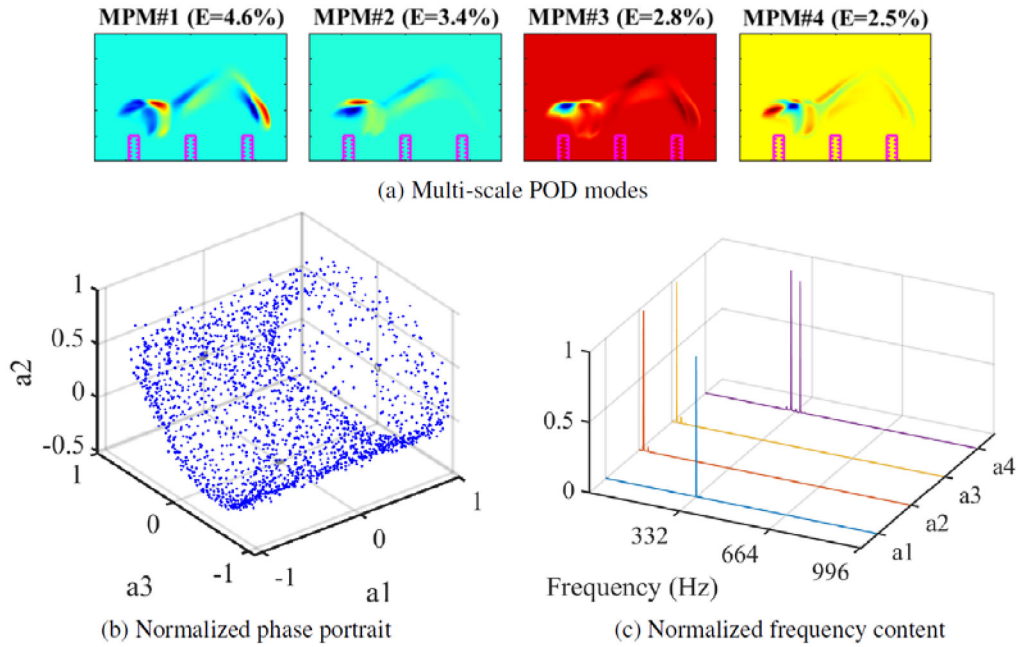 MPM#1 (E=4.6%) MPM#2 (E=3.4%) MPM#3 (E=2.8%) MPM#4 (E=2.5%)
(a) Multi-scale POD modes
1
0.5
0
-0.5
a2
1
0
-1
a3
-1
0
1
a1
(b) Normalized phase portrait
1
0.5
0
332
664
996
Frequency (Hz)
a1
a2
a3
a4
(c) Normalized frequency content